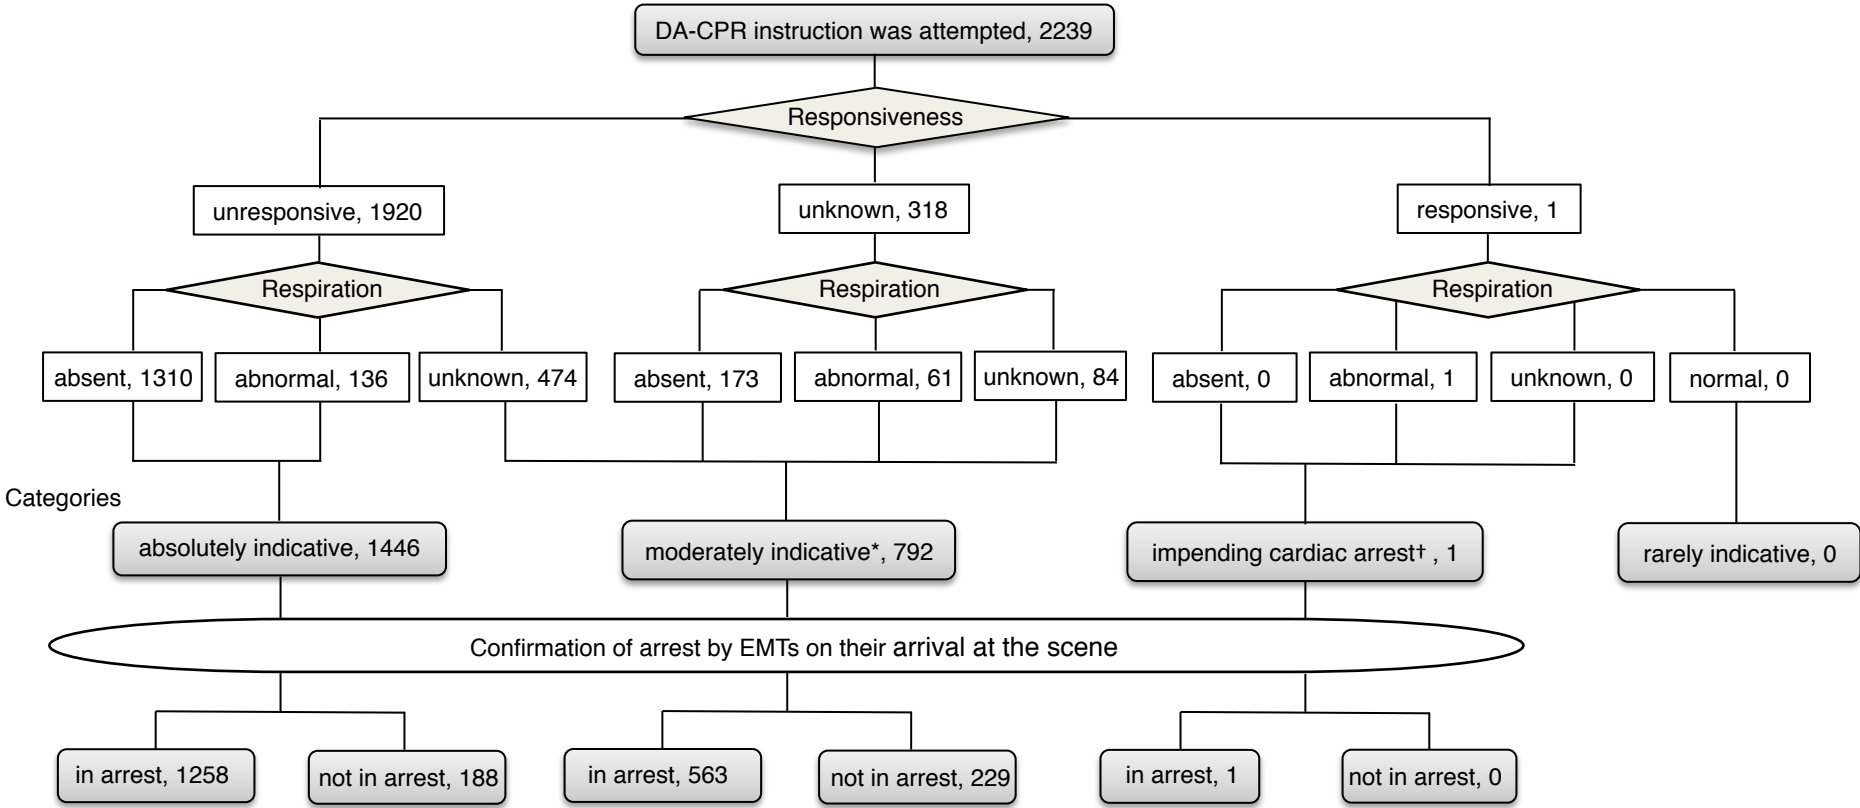 DA-CPR instruction was attempted, 2239
Responsiveness
unresponsive, 1920
unknown, 318
responsive, 1
Respiration
Respiration
Respiration
absent, 1310
abnormal, 136
unknown, 474
absent, 173
abnormal, 61
unknown, 84
absent, 0
abnormal, 1
unknown, 0
normal, 0
Categories
absolutely indicative, 1446
moderately indicative*, 792
impending cardiac arrest† , 1
rarely indicative, 0
Confirmation of arrest by EMTs on their arrival at the scene
in arrest, 1258
not in arrest, 188
in arrest, 563
not in arrest, 229
in arrest, 1
not in arrest, 0